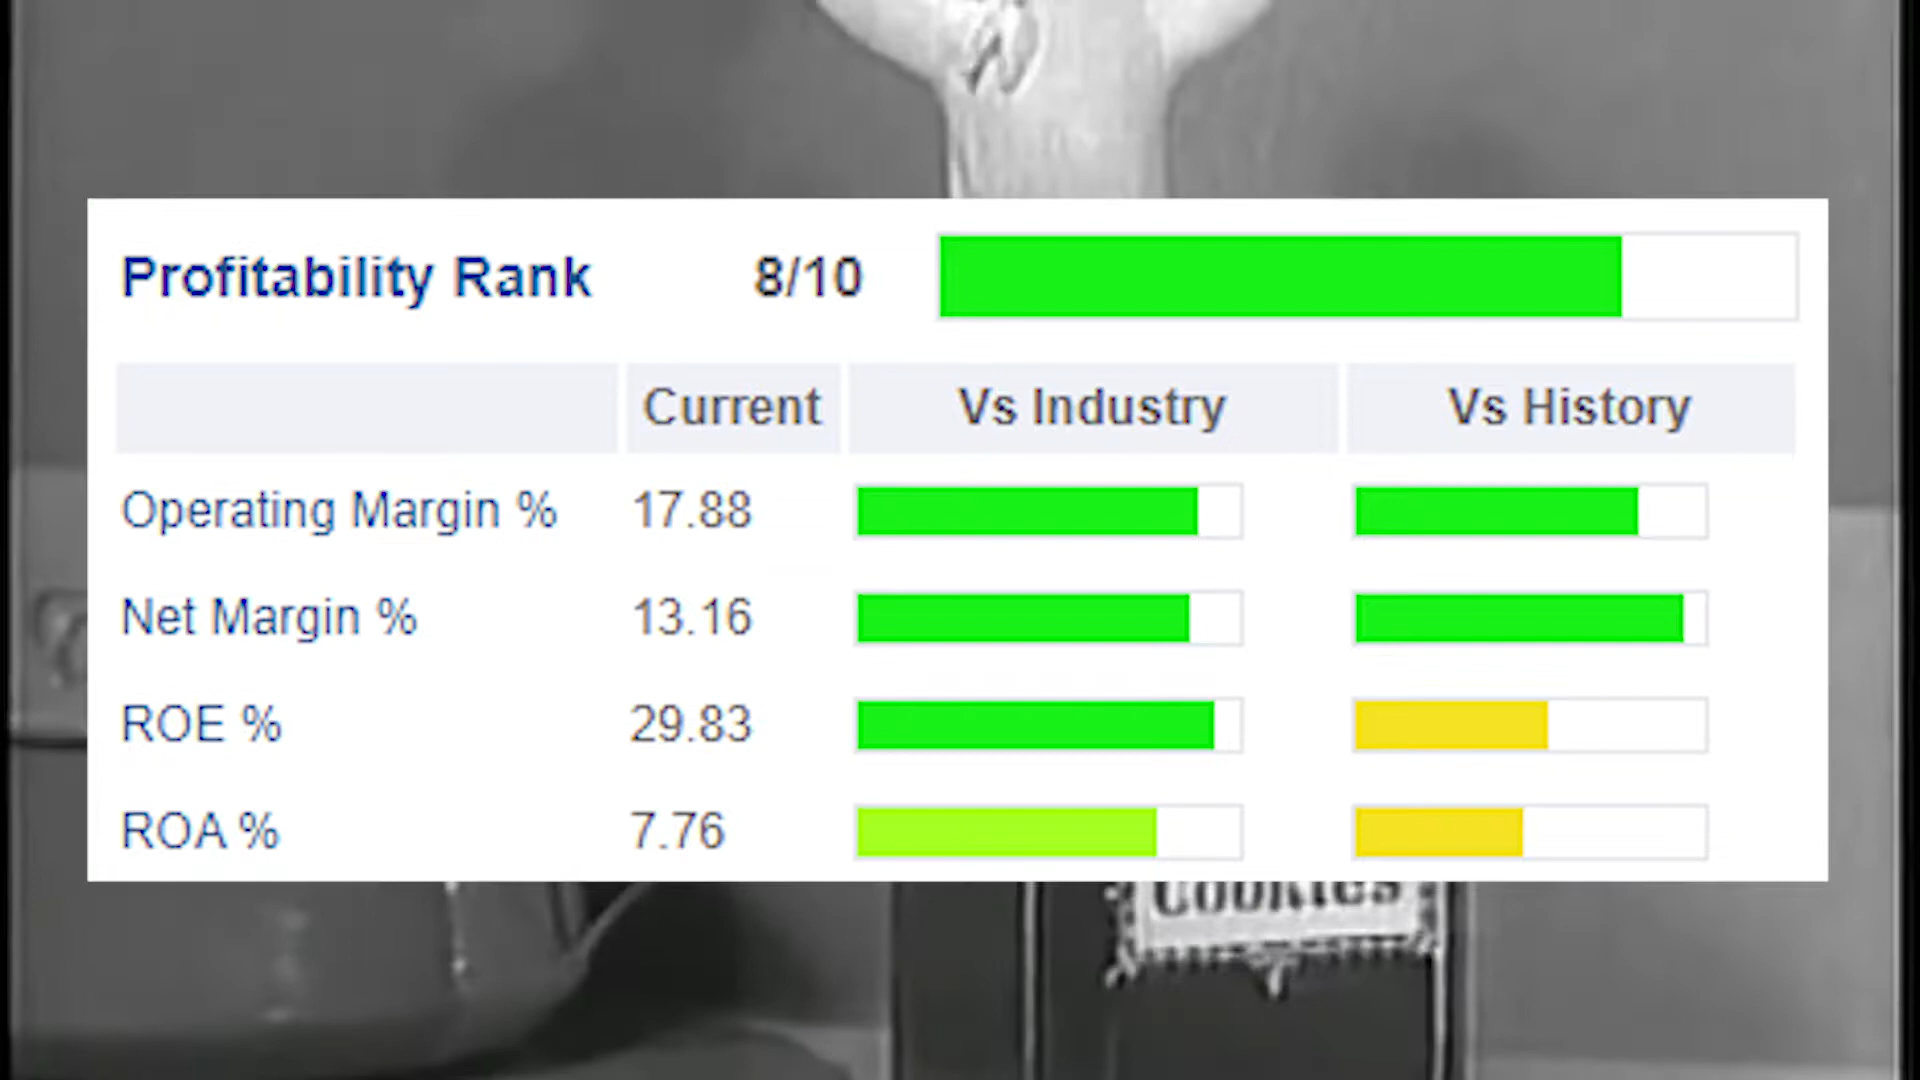 Profitability Rank 8/10
Current Vs Industry Vs History
Operating Margin % 17.88
Net Margin % 13.16
ROE % 29.83
ROA % 7.76
COOKIES